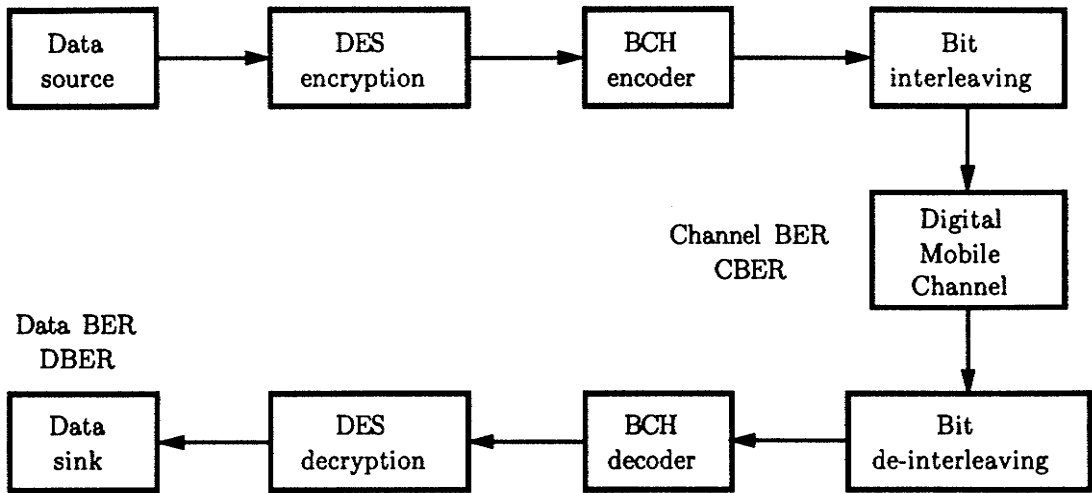 Data
source
DES
encryption
BCH
encoder
Bit
interleaving
Channel BER
CBER
Digital
Mobile
Channel
Data BER
DBER
Data
sink
DES
decryption
BCH
decoder
Bit
de-interleaving